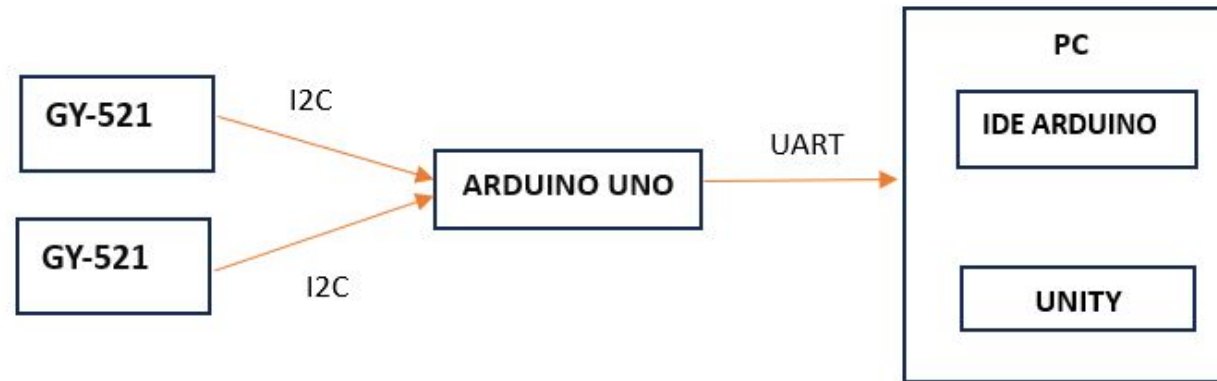 GY-521
I2C
GY-521
I2C
ARDUINO UNO
UART
PC
IDE ARDUINO
UNITY